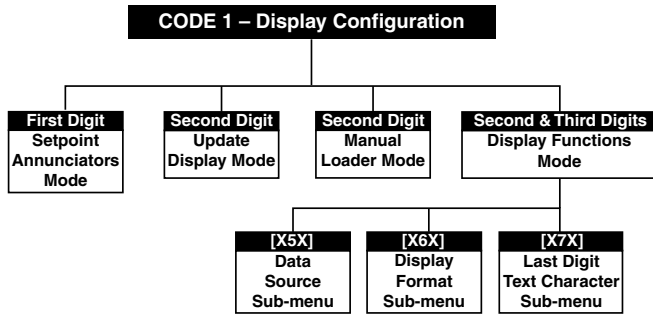 CODE 1 – Display Configuration
First Digit
Setpoint
Annunciators
Mode
Second Digit
Update
Display Mode
Second Digit
Manual
Loader Mode
Second & Third Digits
Display Functions
Mode
[X5X]
Data
Source
Sub-menu
[X6X]
Display
Format
Sub-menu
[X7X]
Last Digit
Text Character
Sub-menu